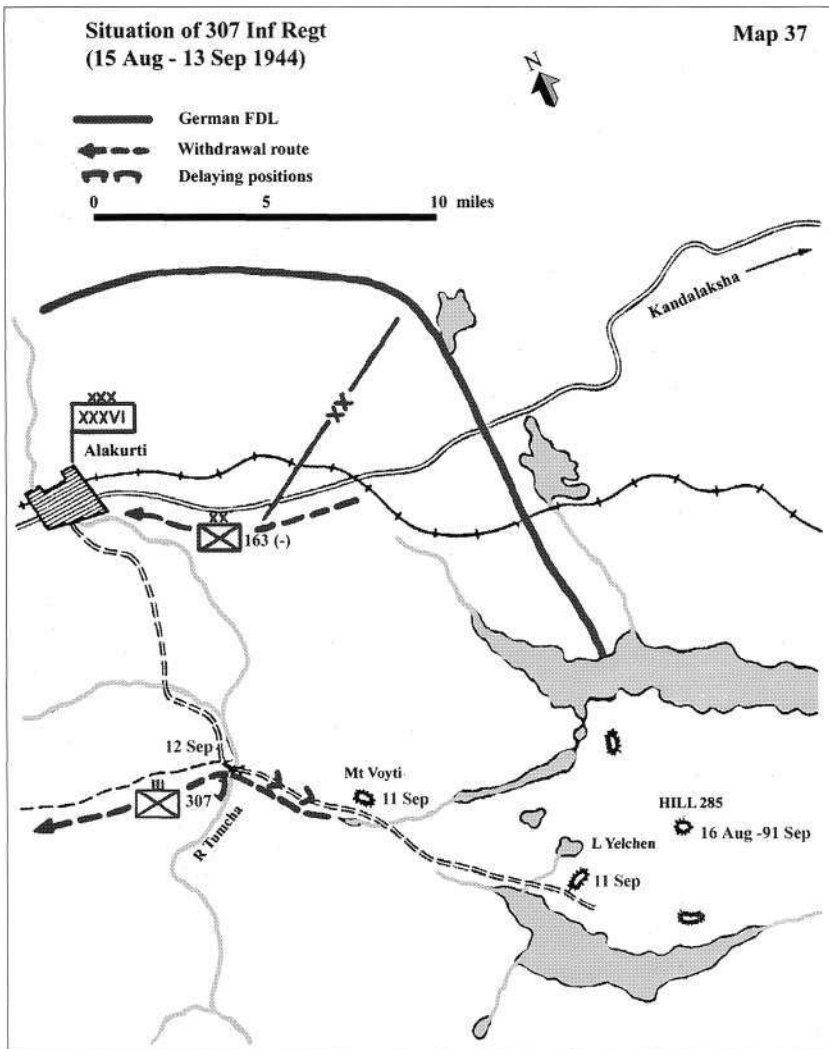 Situation of 307 Inf Regt
(15 Aug - 13 Sep 1944)
Map 37
N
German FDL
Withdrawal route
Delaying positions
0 5 10 miles
Kandalaksha
XXX
XXXVI
Alakurti
XX
XX
163 (-)
12 Sep
Mt Voyti
11 Sep
III
307
R Tumcha
HILL 285
16 Aug -91 Sep
L Yelchen
11 Sep